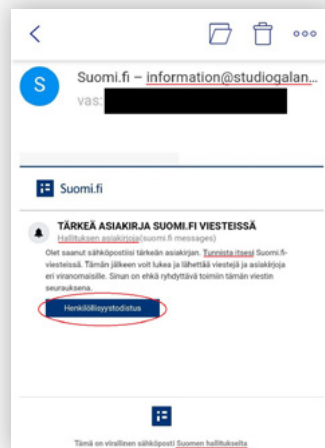 Suomi.fi – information@studiogalan...
vas:
Suomi.fi
TÄRKEÄ ASIAKIRJA SUOMI.FI VIESTEISSÄ
Hallituksen asiakirjoja(suomi.fi messages)
Olet saanut sähköpostiisi tärkeän asiakirjan. Tunnista itsesi Suomi.fi-
viesteissä. Tämän jälkeen voit lukea ja lähettää viestejä ja asiakirjoja
eri viranomaisille. Sinun on ehkä ryhdyttävä toimiin tämän viestin
seurauksena.
Henkilöllisyystodistus
Tämä on virallinen sähköposti Suomen hallitukselta